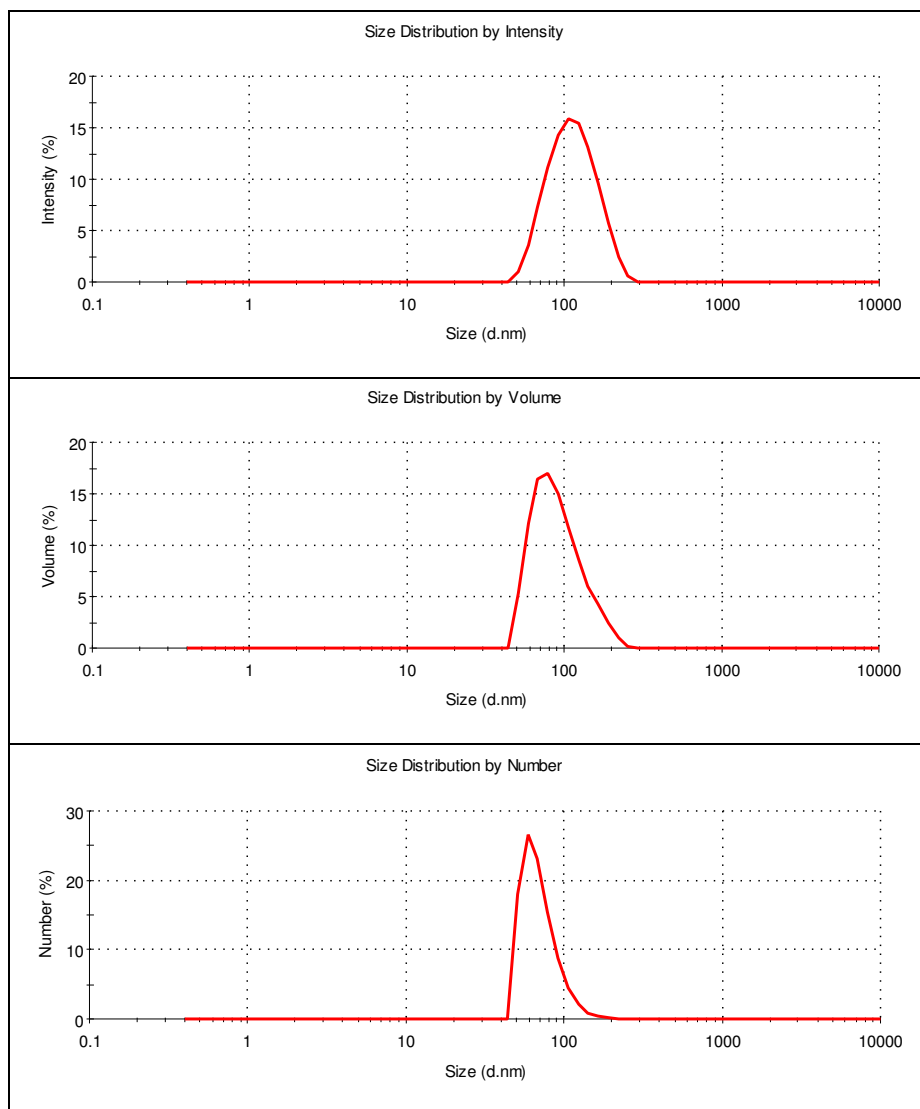 Size Distribution by Intensity
20
15
10
5
0
Intensity (%)
0.1 1 10 100 1000 10000
Size (d.nm)
Size Distribution by Volume
20
15
10
5
0
Volume (%)
0.1 1 10 100 1000 10000
Size (d.nm)
Size Distribution by Number
30
20
10
0
Number (%)
0.1 1 10 100 1000 10000
Size (d.nm)